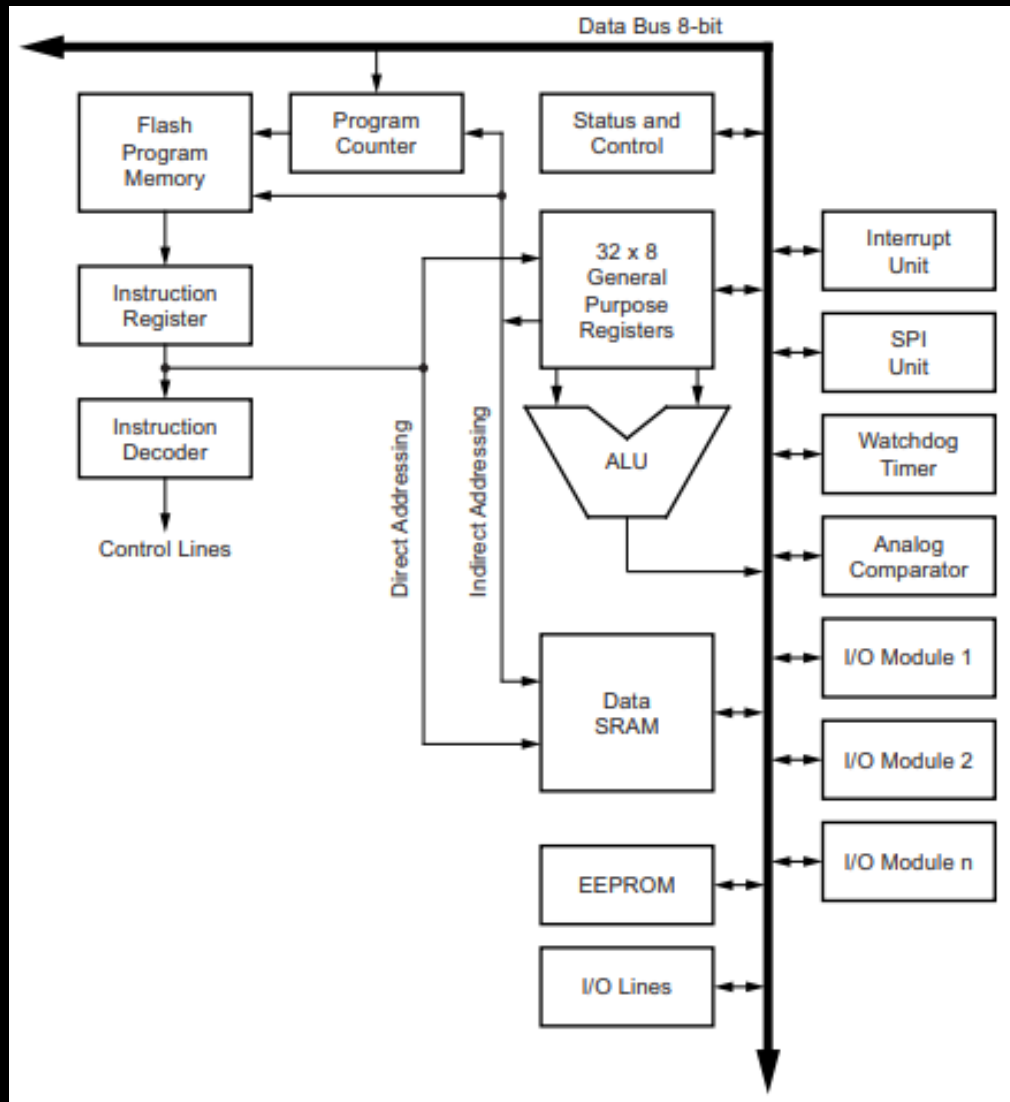 Data Bus 8-bit
Flash
Program
Memory
Program
Counter
Status and
Control
Instruction
Register
32 x 8
General
Purpose
Registers
Interrupt
Unit
SPI
Unit
Instruction
Decoder
Direct Addressing
Indirect Addressing
ALU
Watchdog
Timer
Control Lines
Analog
Comparator
Data
SRAM
I/O Module 1
I/O Module 2
EEPROM
I/O Module n
I/O Lines